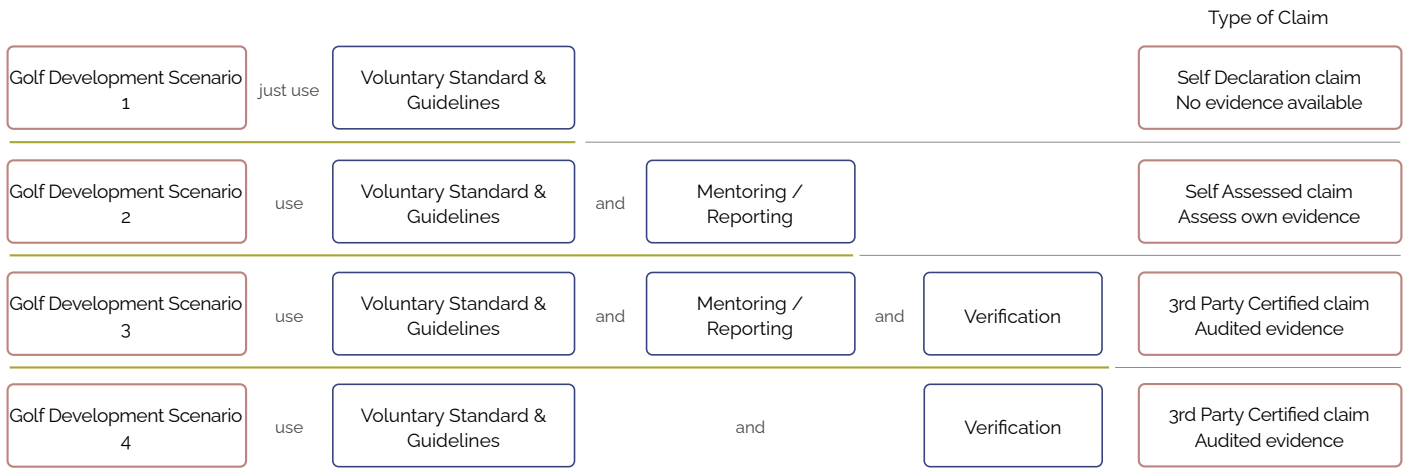 Type of Claim
Golf Development Scenario
1
just use
Voluntary Standard &
Guidelines
Self Declaration claim
No evidence available
Golf Development Scenario
2
use
Voluntary Standard &
Guidelines
and
Mentoring /
Reporting
Self Assessed claim
Assess own evidence
Golf Development Scenario
3
use
Voluntary Standard &
Guidelines
and
Mentoring /
Reporting
and
Verification
3rd Party Certified claim
Audited evidence
Golf Development Scenario
4
use
Voluntary Standard &
Guidelines
and
Verification
3rd Party Certified claim
Audited evidence